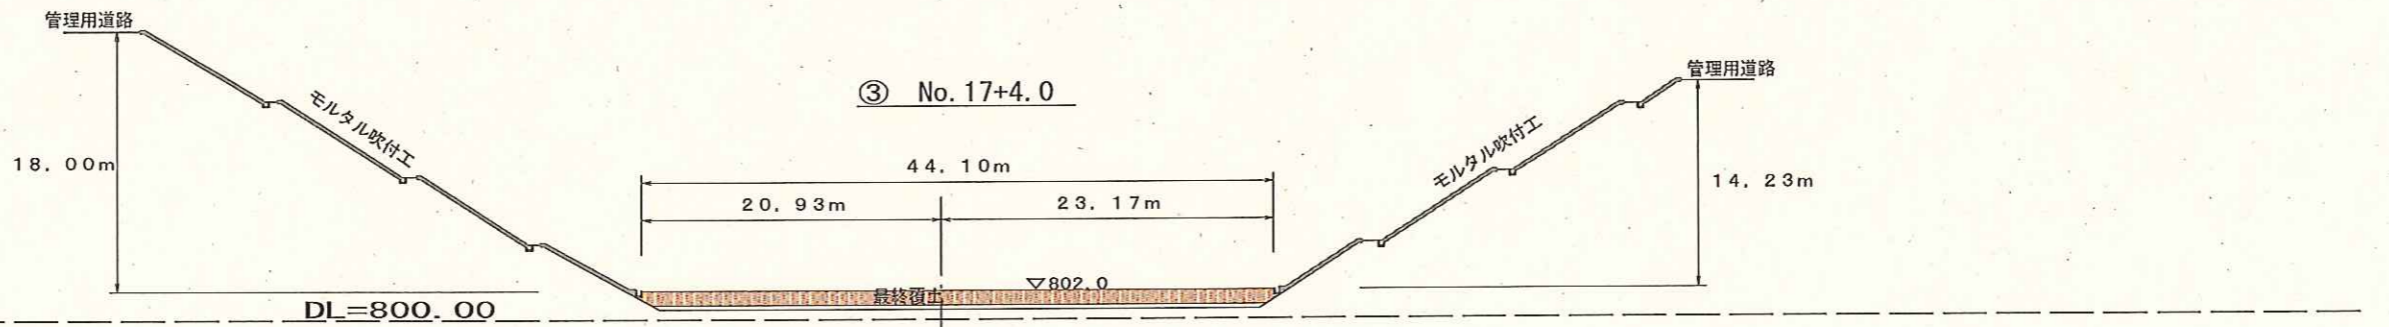 管理用道路
③ No.17+4.0
管理用道路
モルタル吹付工
モルタル吹付工
18.00m
44.10m
14.23m
20.93m
23.17m
▽802.0
最終覆土
DL=800.00